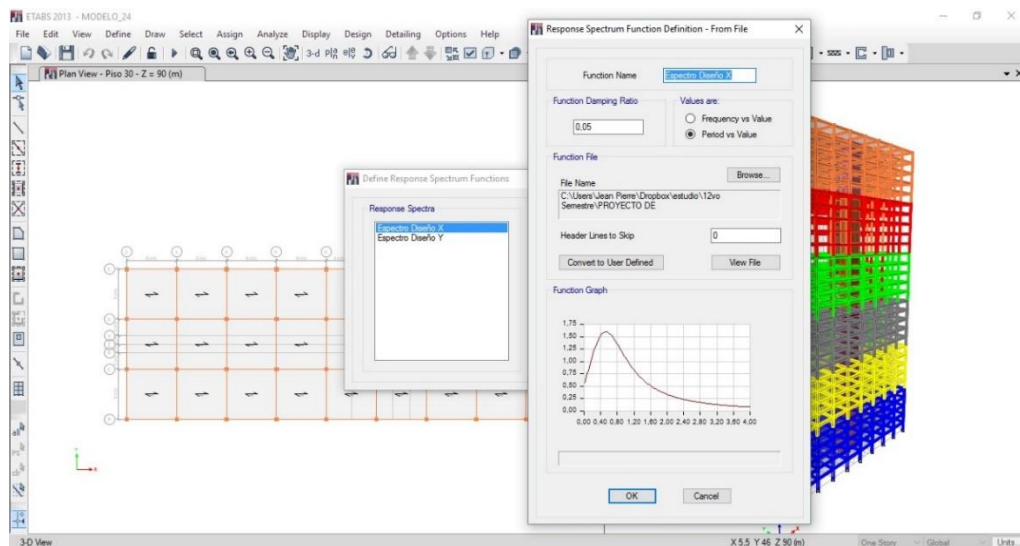 ETABS 2013 - MODELO_24
File Edit View Define Draw Select Assign Analyze Display Design Detailing Options Help
3-d
Plan View - Piso 30 - Z = 90 (m)
Define Response Spectrum Functions
Response Spectra
Espectro Diseño X
Espectro Diseño Y
Response Spectrum Function Definition - From File
Function Name Espectro Diseño X
Function Damping Ratio
0,05
Values are:
Frequency vs Value
Period vs Value
Function File
Browse...
File Name
C:\Users\Jean Pierre\Dropbox\estudio\12vo
Semestre\PROYECTO DE
Header Lines to Skip 0
Convert to User Defined View File
Function Graph
1,75
1,50
1,25
1,00
0,75
0,50
0,25
0,00
0,00 0,40 0,80 1,20 1,60 2,00 2,40 2,80 3,20 3,60 4,00
OK Cancel
3-D View X 5.5 Y 46 Z 90 (m) One Story Global Units...